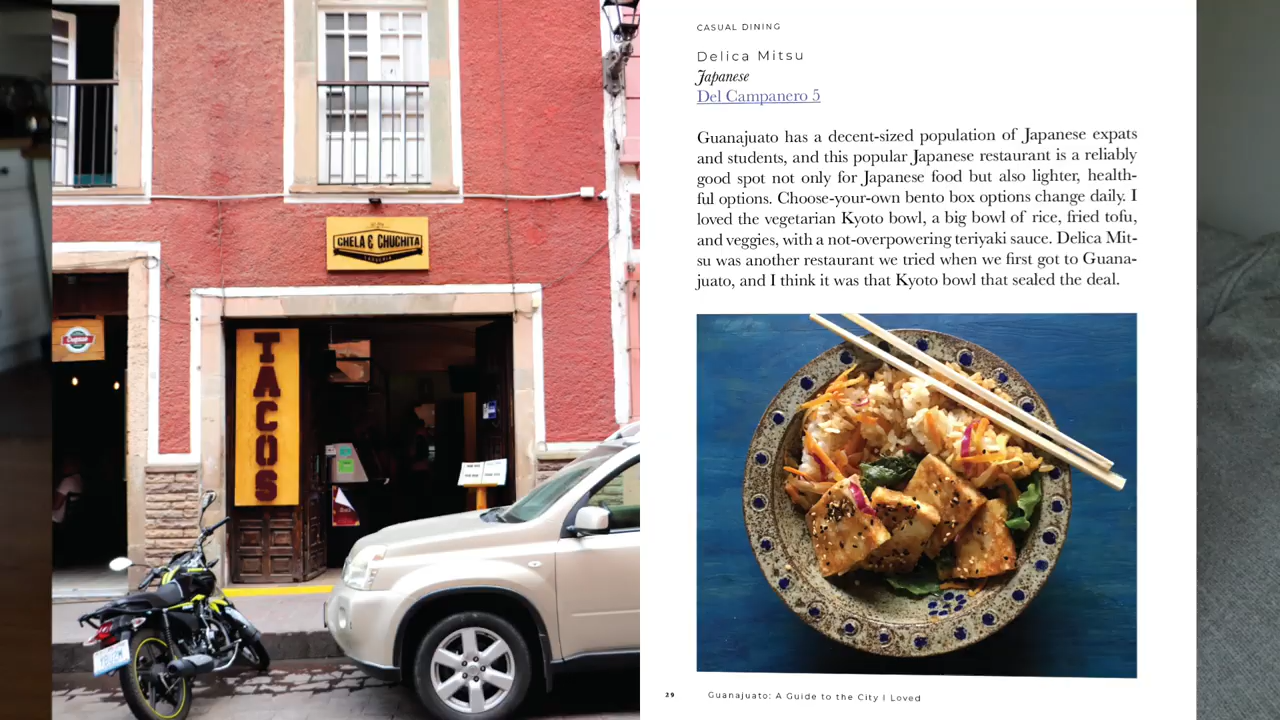 CHELA & CHUCHITA
TAQUERIA
TACOS
CASUAL DINING
Delica Mitsu
Japanese
Del Campanero 5
Guanajuato has a decent-sized population of Japanese expats
and students, and this popular Japanese restaurant is a reliably
good spot not only for Japanese food but also lighter, health-
ful options. Choose-your-own bento box options change daily. I
loved the vegetarian Kyoto bowl, a big bowl of rice, fried tofu,
and veggies, with a not-overpowering teriyaki sauce. Delica Mit-
su was another restaurant we tried when we first got to Guana-
juato, and I think it was that Kyoto bowl that sealed the deal.
29 Guanajuato: A Guide to the City I Loved